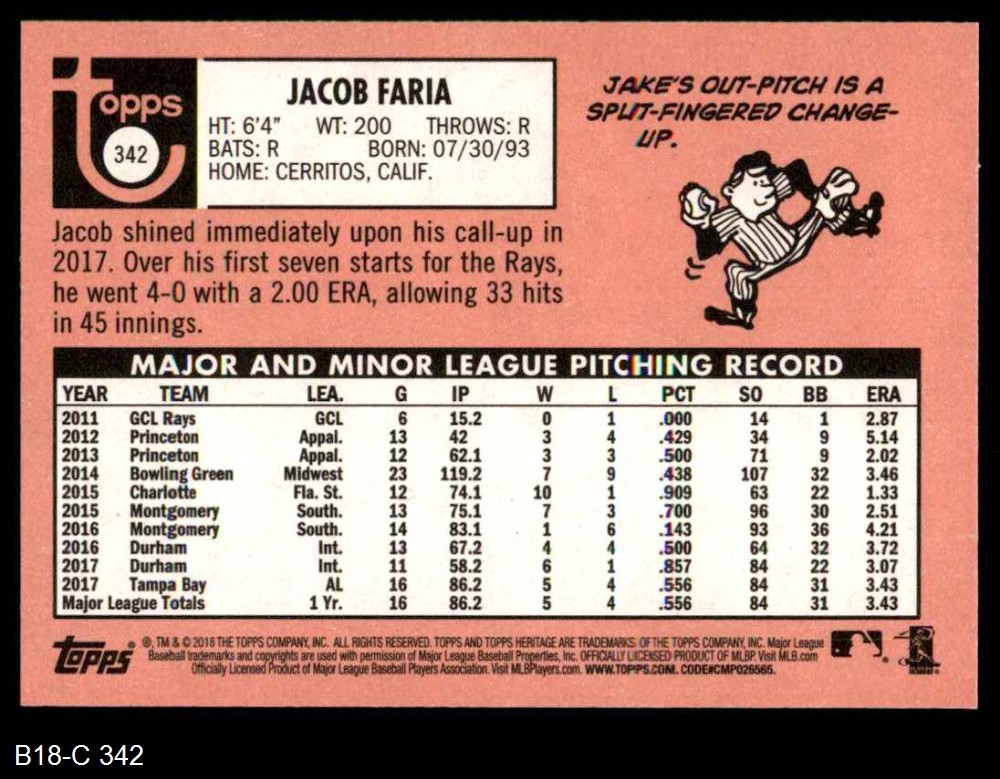 topps
342
JACOB FARIA
HT: 6'4" WT: 200 THROWS: R
BATS: R BORN: 07/30/93
HOME: CERRITOS, CALIF.
JAKE'S OUT-PITCH IS A
SPLIT-FINGERED CHANGE-
UP.
Jacob shined immediately upon his call-up in
2017. Over his first seven starts for the Rays,
he went 4-0 with a 2.00 ERA, allowing 33 hits
in 45 innings.
MAJOR AND MINOR LEAGUE PITCHING RECORD
YEAR TEAM LEA. G IP W L PCT SO BB ERA
2011 GCL Rays GCL 6 15.2 0 1 .000 14 1 2.87
2012 Princeton Appal. 13 42 3 4 .429 34 9 5.14
2013 Princeton Appal. 12 62.1 3 3 .500 71 9 2.02
2014 Bowling Green Midwest 23 119.2 7 9 .438 107 32 3.46
2015 Charlotte Fla. St. 12 74.1 10 1 .909 63 22 1.33
2015 Montgomery South. 13 75.1 7 3 .700 96 30 2.51
2016 Montgomery South. 14 83.1 1 6 .143 93 36 4.21
2016 Durham Int. 13 67.2 4 4 .500 64 32 3.72
2017 Durham Int. 11 58.2 6 1 .857 84 22 3.07
2017 Tampa Bay AL 16 86.2 5 4 .556 84 31 3.43
Major League Totals 1 Yr. 16 86.2 5 4 .556 84 31 3.43
topps
®, TM & © 2018 THE TOPPS COMPANY, INC. ALL RIGHTS RESERVED. TOPPS AND TOPPS HERITAGE ARE TRADEMARKS OF THE TOPPS COMPANY, INC. Major League
Baseball trademarks and copyrights are used with permission of Major League Baseball Properties, Inc. OFFICIALLY LICENSED PRODUCT OF MLBP. Visit MLB.com
Officially Licensed Product of Major League Baseball Players Association. Visit MLBPlayers.com. WWW.TOPPS.COM. CODE#CMP026565.
B18-C 342